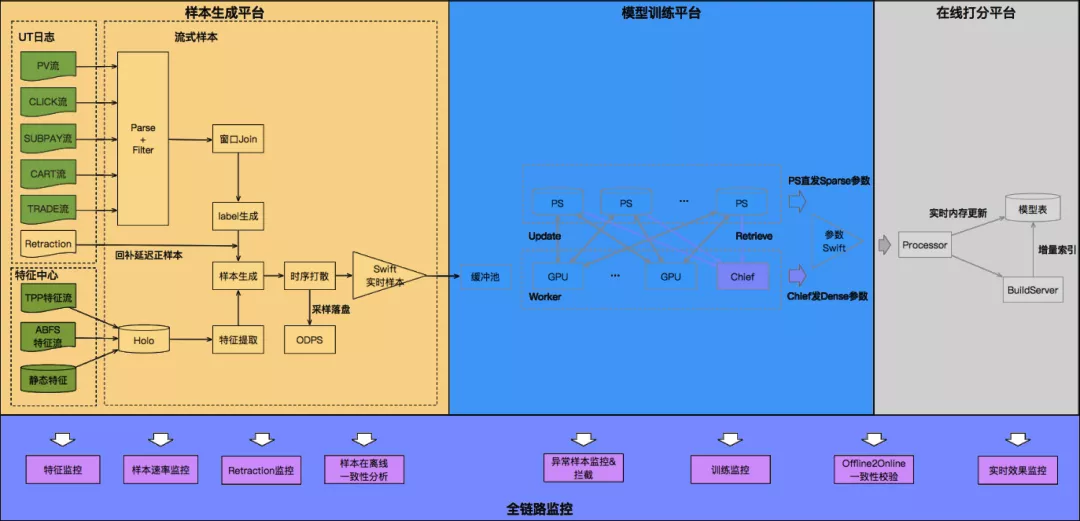 样本生成平台
模型训练平台
在线打分平台
UT日志
流式样本
PV流
CLICK流
SUBPAY流
CART流
TRADE流
Retraction
Parse
+
Filter
窗口Join
label生成
回补延迟正样本
特征中心
TPP特征流
ABFS
特征流
静态特征
Holo
样本生成
特征提取
时序打散
采样落盘
ODPS
Swift
实时样本
缓冲池
PS
PS
...
PS
Update
Retrieve
GPU
...
GPU
Chief
Worker
PS直发Sparse参数
参数
Swift
Chief发Dense参数
Processor
实时内存更新
模型表
增量索引
BuildServer
特征监控
样本速率监控
Retraction监控
样本在离线
一致性分析
异常样本监控&
拦截
训练监控
Offline2Online
一致性校验
实时效果监控
全链路监控